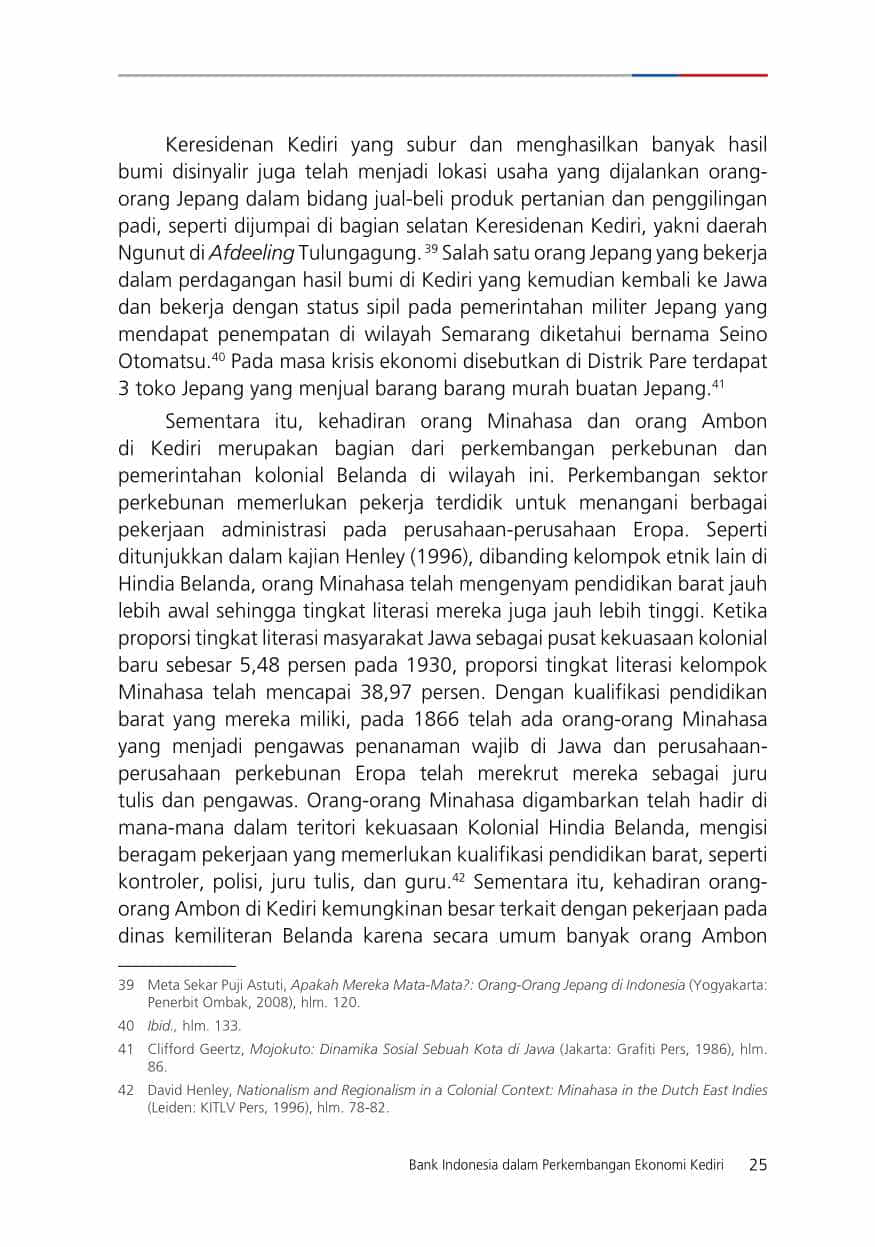 Keresidenan Kediri yang subur dan menghasilkan banyak hasil
bumi disinyalir juga telah menjadi lokasi usaha yang dijalankan orang-
orang Jepang dalam bidang jual-beli produk pertanian dan penggilingan
padi, seperti dijumpai di bagian selatan Keresidenan Kediri, yakni daerah
Ngunut di Afdeeling Tulungagung. 39 Salah satu orang Jepang yang bekerja
dalam perdagangan hasil bumi di Kediri yang kemudian kembali ke Jawa
dan bekerja dengan status sipil pada pemerintahan militer Jepang yang
mendapat penempatan di wilayah Semarang diketahui bernama Seino
Otomatsu.40 Pada masa krisis ekonomi disebutkan di Distrik Pare terdapat
3 toko Jepang yang menjual barang barang murah buatan Jepang.41
Sementara itu, kehadiran orang Minahasa dan orang Ambon
di Kediri merupakan bagian dari perkembangan perkebunan dan
pemerintahan kolonial Belanda di wilayah ini. Perkembangan sektor
perkebunan memerlukan pekerja terdidik untuk menangani berbagai
pekerjaan administrasi pada perusahaan-perusahaan Eropa. Seperti
ditunjukkan dalam kajian Henley (1996), dibanding kelompok etnik lain di
Hindia Belanda, orang Minahasa telah mengenyam pendidikan barat jauh
lebih awal sehingga tingkat literasi mereka juga jauh lebih tinggi. Ketika
proporsi tingkat literasi masyarakat Jawa sebagai pusat kekuasaan kolonial
baru sebesar 5,48 persen pada 1930, proporsi tingkat literasi kelompok
Minahasa telah mencapai 38,97 persen. Dengan kualifikasi pendidikan
barat yang mereka miliki, pada 1866 telah ada orang-orang Minahasa
yang menjadi pengawas penanaman wajib di Jawa dan perusahaan-
perusahaan perkebunan Eropa telah merekrut mereka sebagai juru
tulis dan pengawas. Orang-orang Minahasa digambarkan telah hadir di
mana-mana dalam teritori kekuasaan Kolonial Hindia Belanda, mengisi
beragam pekerjaan yang memerlukan kualifikasi pendidikan barat, seperti
kontroler, polisi, juru tulis, dan guru.42 Sementara itu, kehadiran orang-
orang Ambon di Kediri kemungkinan besar terkait dengan pekerjaan pada
dinas kemiliteran Belanda karena secara umum banyak orang Ambon
39 Meta Sekar Puji Astuti, Apakah Mereka Mata-Mata?: Orang-Orang Jepang di Indonesia (Yogyakarta:
Penerbit Ombak, 2008), hlm. 120.
40 Ibid., hlm. 133.
41 Clifford Geertz, Mojokuto: Dinamika Sosial Sebuah Kota di Jawa (Jakarta: Grafiti Pers, 1986), hlm.
86.
42 David Henley, Nationalism and Regionalism in a Colonial Context: Minahasa in the Dutch East Indies
(Leiden: KITLV Pers, 1996), hlm. 78-82.
Bank Indonesia dalam Perkembangan Ekonomi Kediri 25